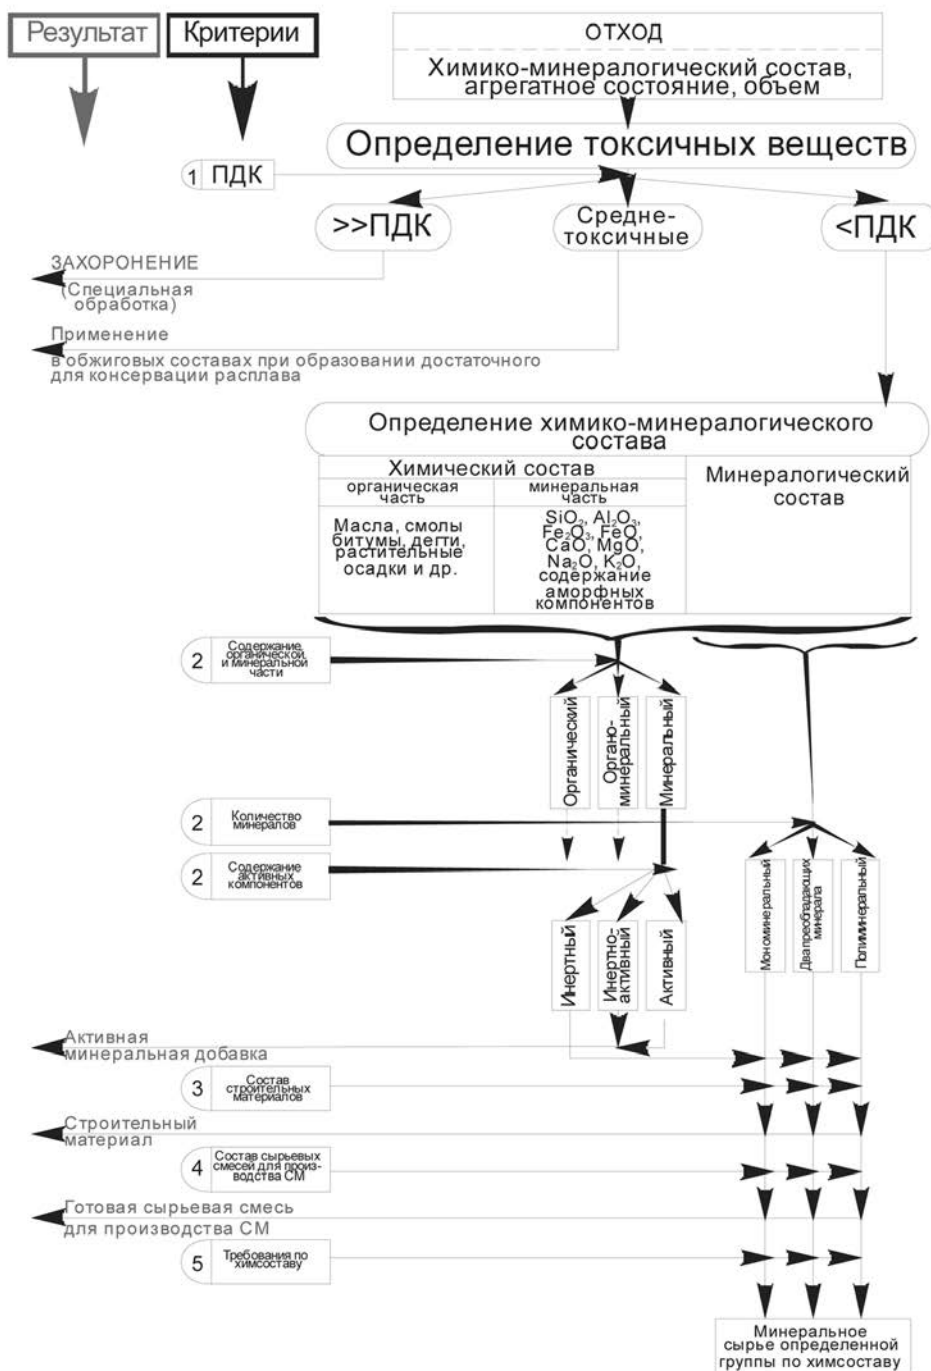 Результат
Критерии
ОТХОД
Химико-минералогический состав,
агрегатное состояние, объем
Определение токсичных веществ
1 ПДК
>>ПДК
Средне-
токсичные
<ПДК
ЗАХОРОНЕНИЕ
(Специальная
обработка)
Применение
в обжиговых составах при образовании достаточного
для консервации расплава
Определение химико-минералогического
состава
Химический состав
органическая
часть
минеральная
часть
Минералогический
состав
Масла, смолы
битумы, дегти,
растительные
осадки и др.
SiO₂, Al₂O₃,
Fe₂O₃, FeO,
CaO, MgO,
Na₂O, K₂O,
содержание
аморфных
компонентов
2
Содержание
органической
и минеральной
части
Органический
Органо-
минеральный
Минеральный
2
Количество
минералов
2
Содержание
активных
компонентов
Мономинеральный
Два преобладающих
минерала
Полиминеральный
Инертный
Инертно-
активный
Активный
Активная
минеральная добавка
3
Состав
строительных
материалов
Строительный
материал
4
Состав сырьевых
смесей для произ-
водства СМ
Готовая сырьевая смесь
для производства СМ
5
Требования по
химсоставу
Минеральное
сырье определенной
группы по химсоставу